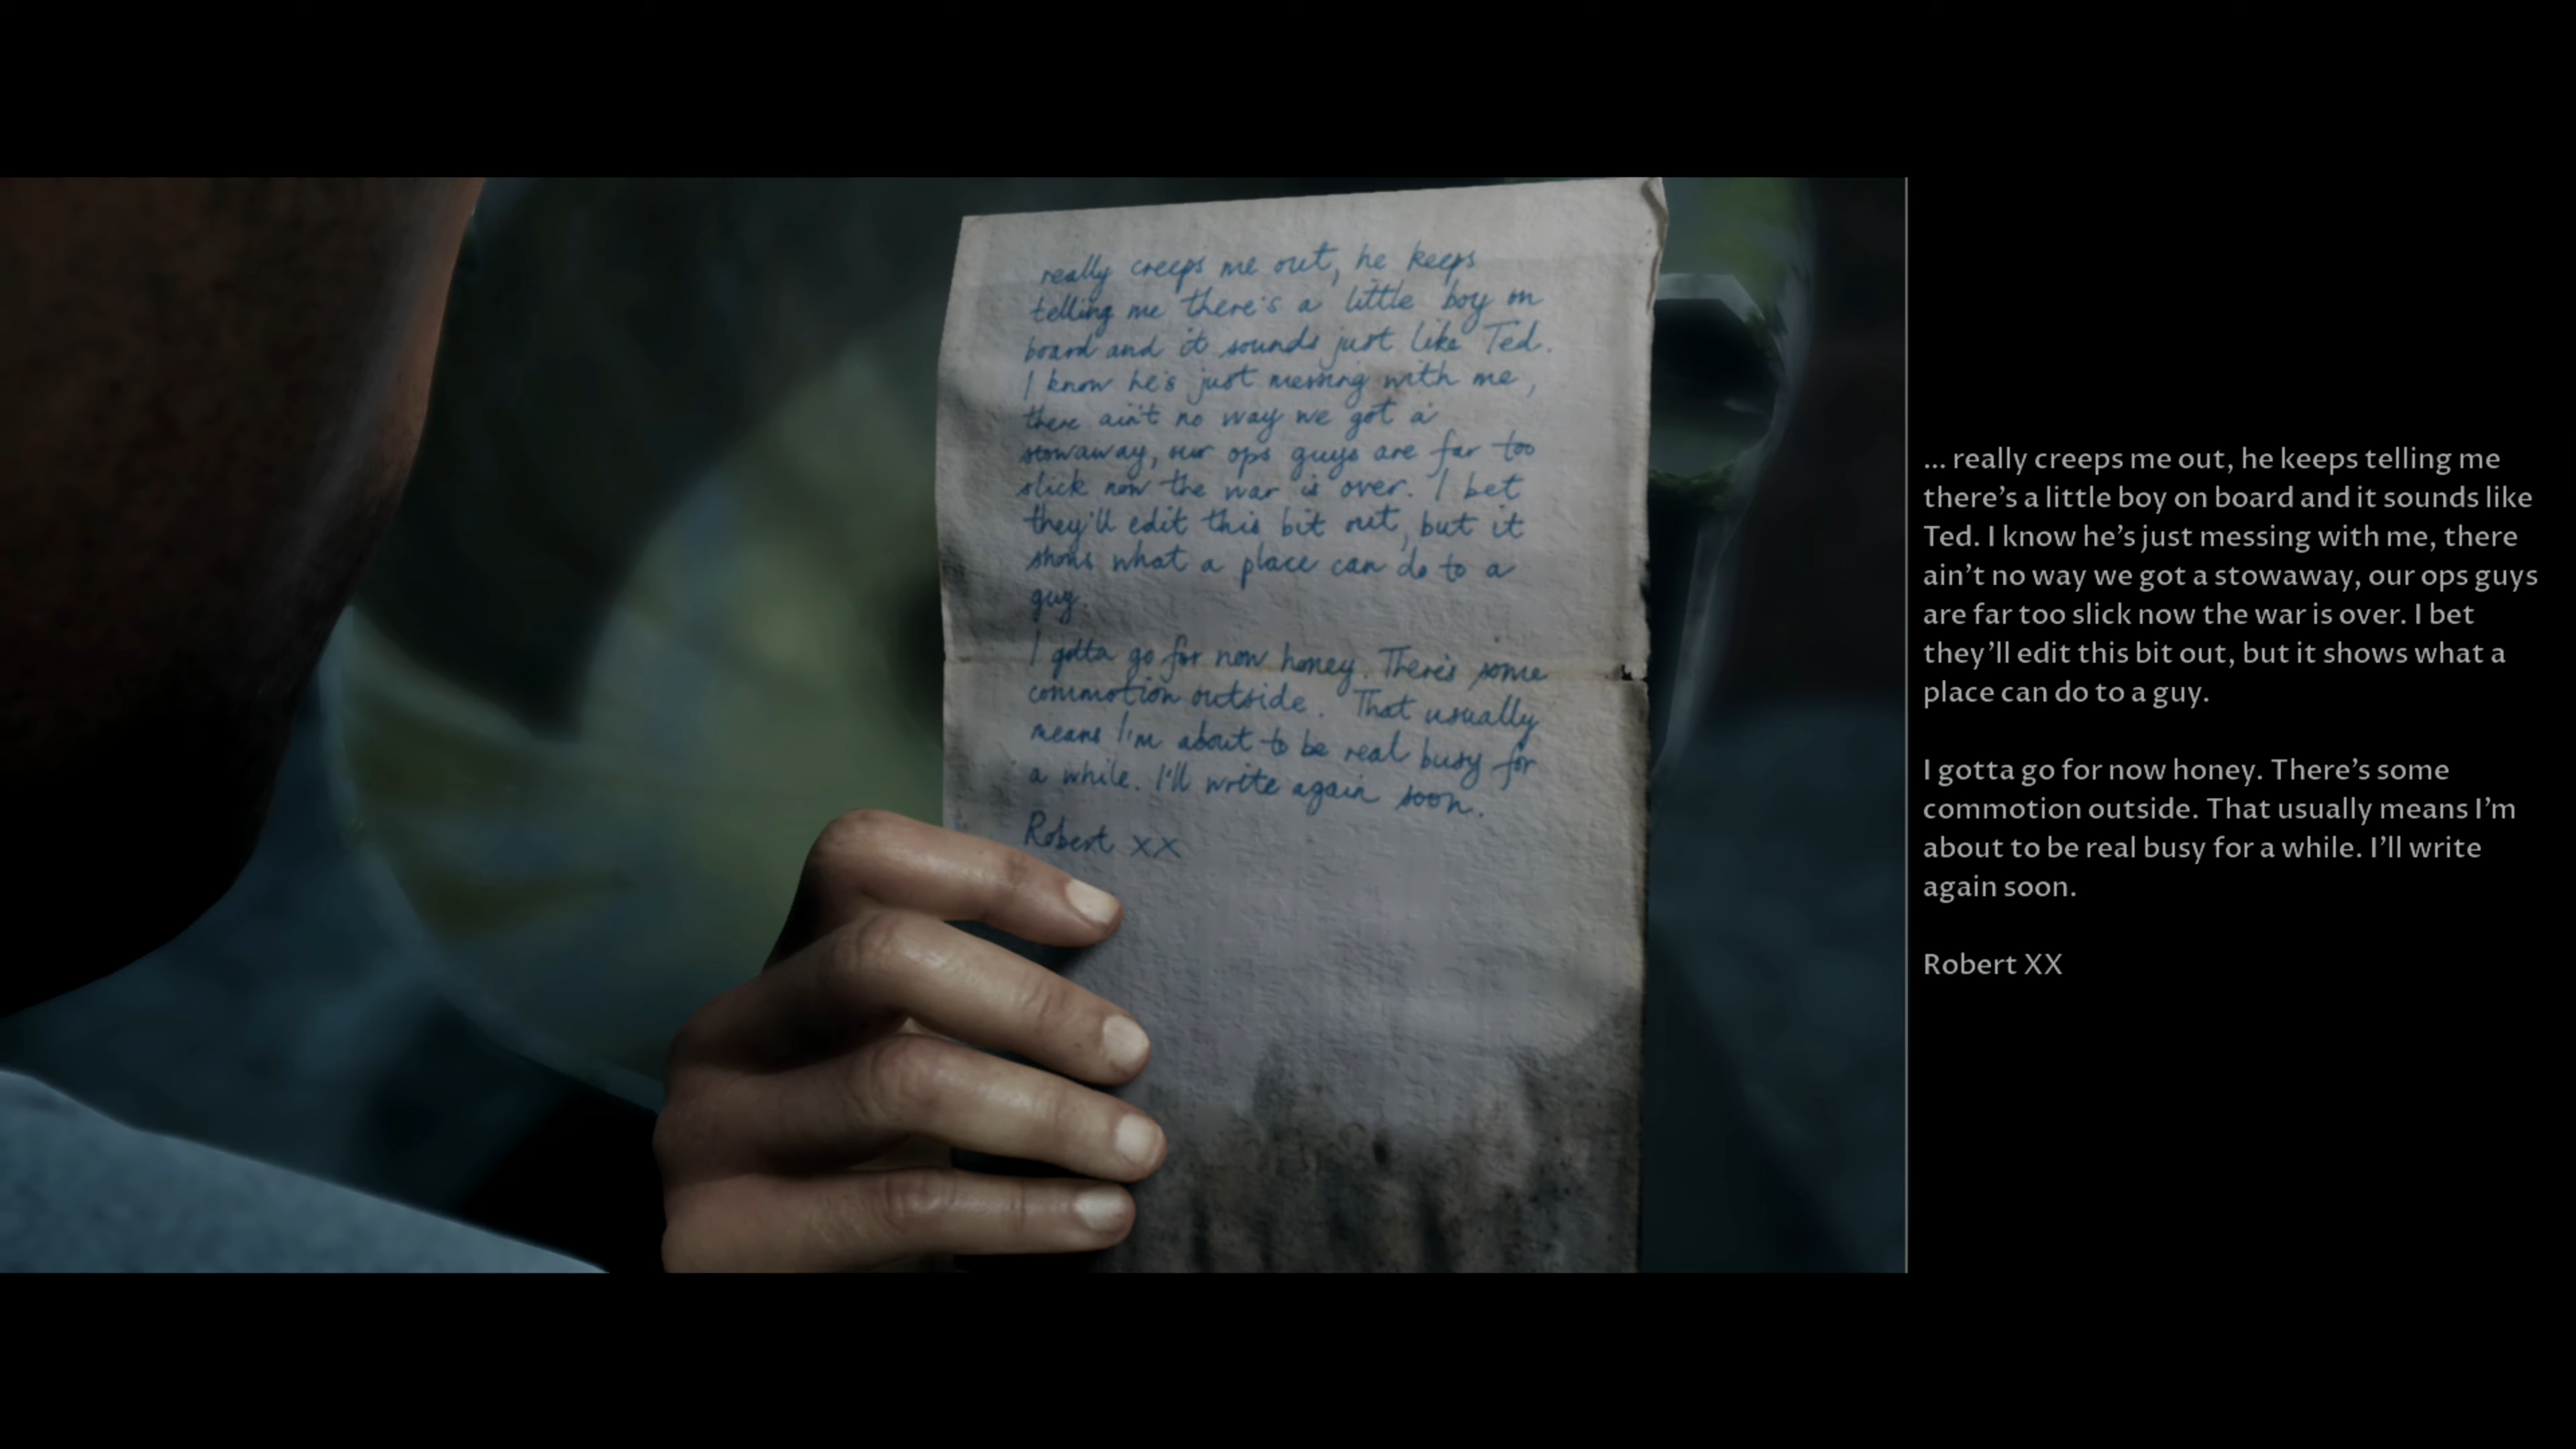 really creeps me out, he keeps
telling me there's a little boy on
board and it sounds just like Ted.
I know he's just messing with me,
there ain't no way we got a
stowaway, our ops guys are far too
slick now the war is over. I bet
they'll edit this bit out, but it
shows what a place can do to a
guy.
I gotta go for now honey. There's some
commotion outside. That usually
means I'm about to be real busy for
a while. I'll write again soon.
Robert xx
... really creeps me out, he keeps telling me
there's a little boy on board and it sounds like
Ted. I know he's just messing with me, there
ain't no way we got a stowaway, our ops guys
are far too slick now the war is over. I bet
they'll edit this bit out, but it shows what a
place can do to a guy.
I gotta go for now honey. There's some
commotion outside. That usually means I'm
about to be real busy for a while. I'll write
again soon.
Robert XX